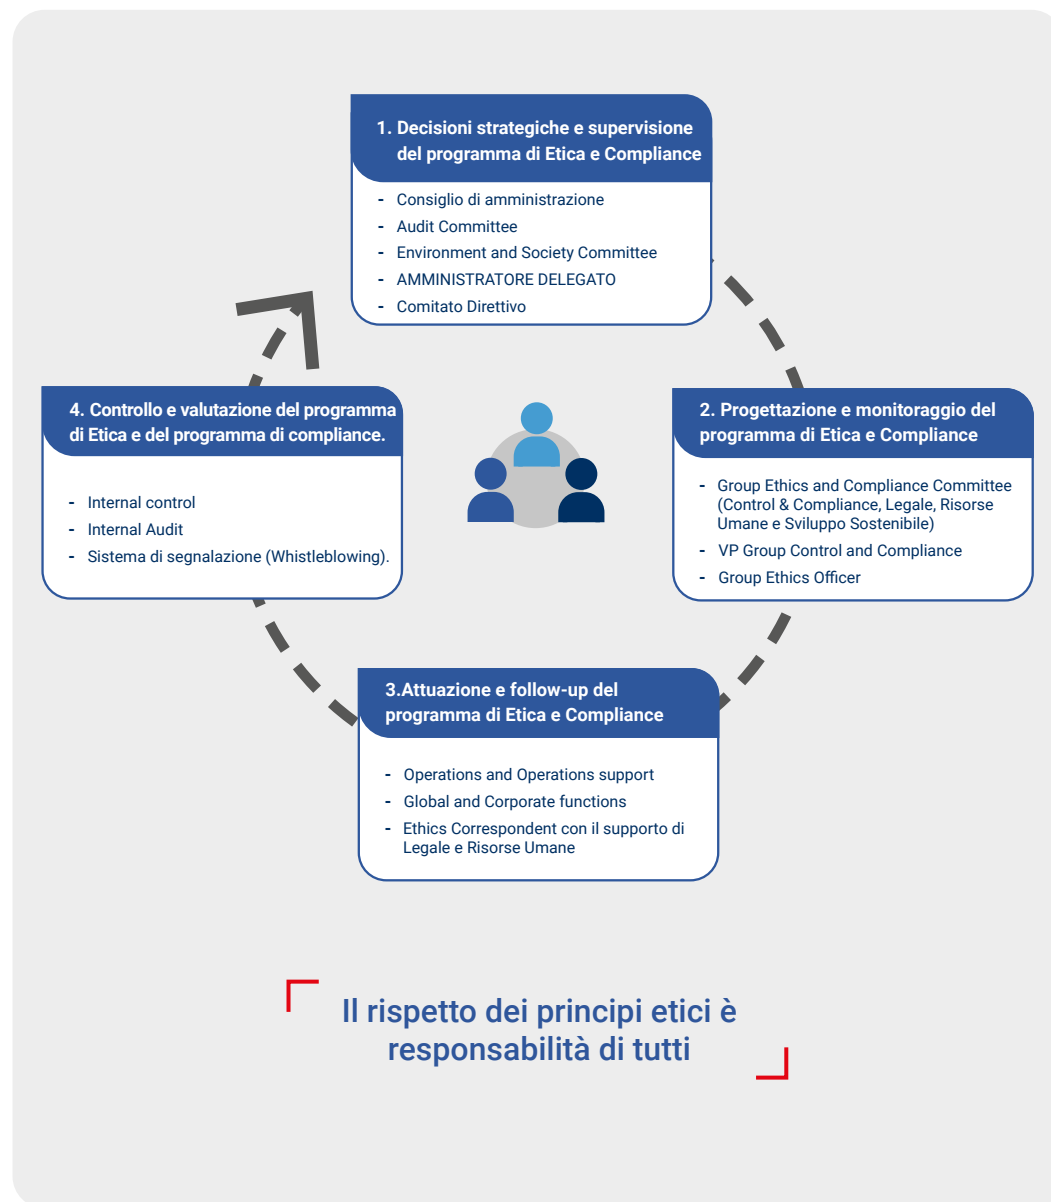 1. Decisioni strategiche e supervisione
del programma di Etica e Compliance
- Consiglio di amministrazione
- Audit Committee
- Environment and Society Committee
- AMMINISTRATORE DELEGATO
- Comitato Direttivo
2. Progettazione e monitoraggio del
programma di Etica e Compliance
- Group Ethics and Compliance Committee
(Control & Compliance, Legale, Risorse
Umane e Sviluppo Sostenibile)
- VP Group Control and Compliance
- Group Ethics Officer
3.Attuazione e follow-up del
programma di Etica e Compliance
- Operations and Operations support
- Global and Corporate functions
- Ethics Correspondent con il supporto di
Legale e Risorse Umane
4. Controllo e valutazione del programma
di Etica e del programma di compliance.
- Internal control
- Internal Audit
- Sistema di segnalazione (Whistleblowing).
Il rispetto dei principi etici è
responsabilità di tutti